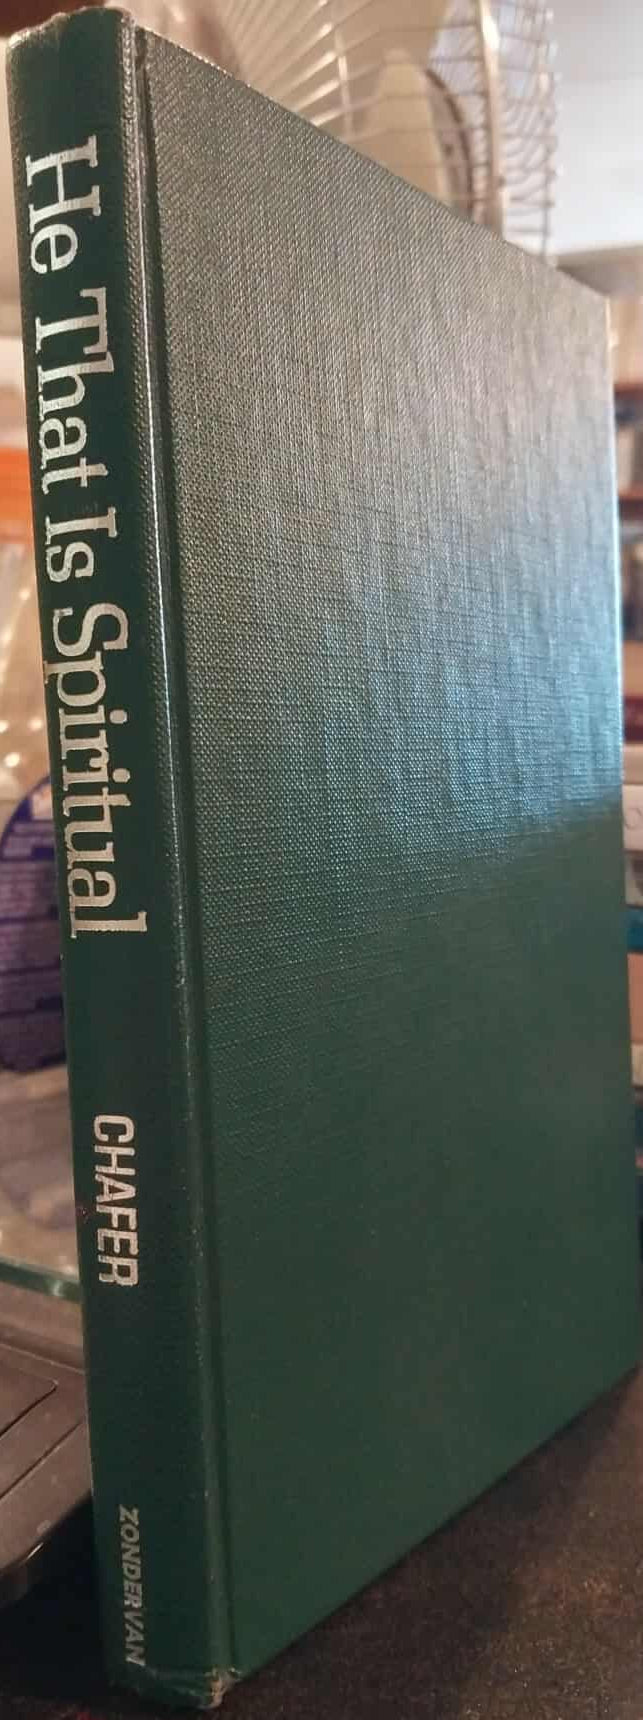 He That Is Spiritual
CHAFER
ZONDERVAN